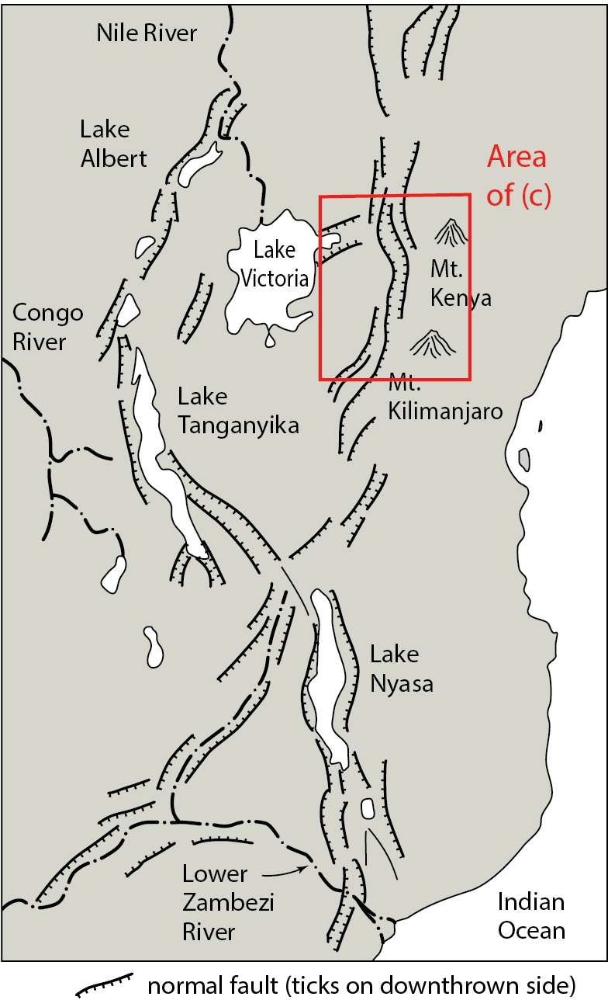 Nile River
Lake
Albert
Area
of (c)
Lake
Victoria
Mt.
Kenya
Congo
River
Mt.
Kilimanjaro
Lake
Tanganyika
Lake
Nyasa
Lower
Zambezi
River
Indian
Ocean
normal fault (ticks on downthrown side)